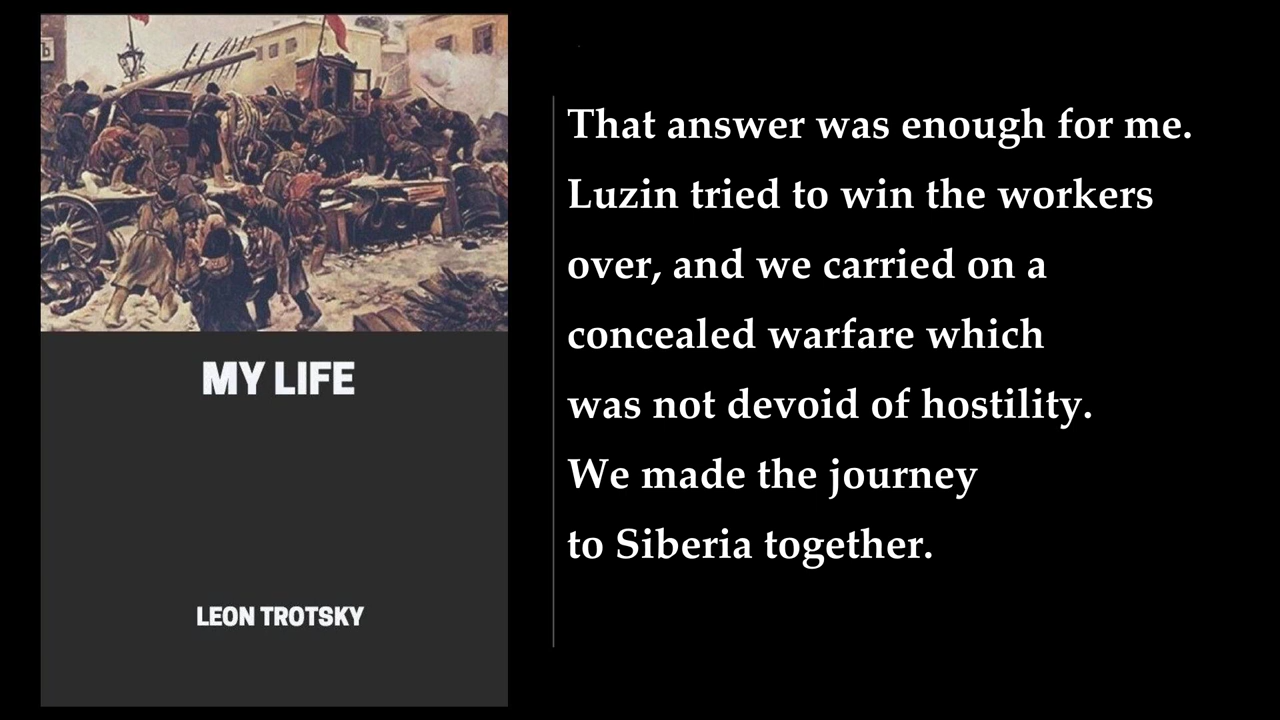 MY LIFE
LEON TROTSKY
That answer was enough for me.
Luzin tried to win the workers
over, and we carried on a
concealed warfare which
was not devoid of hostility.
We made the journey
to Siberia together.